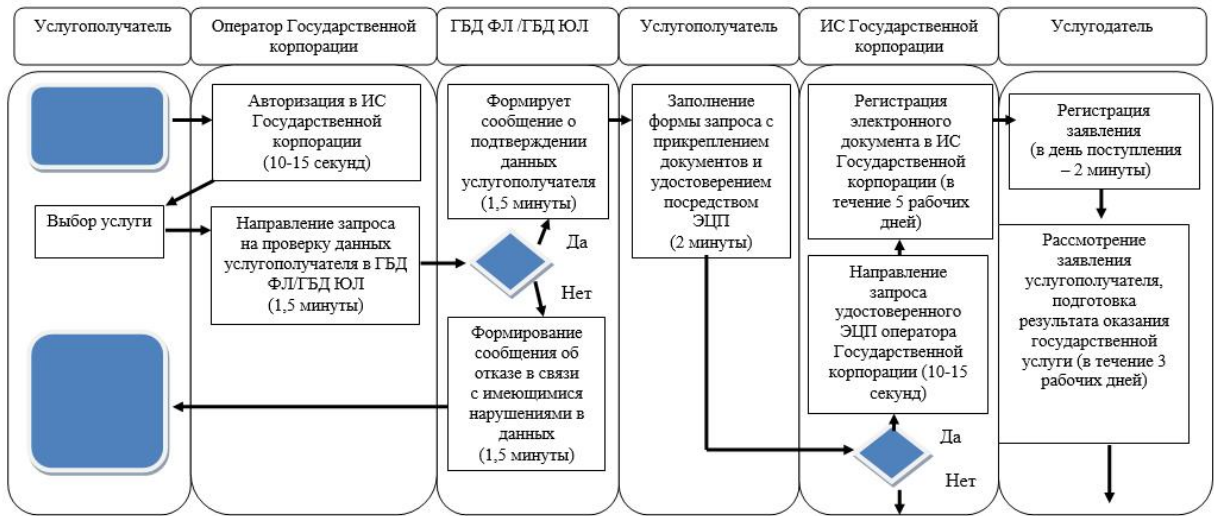 Услугополучатель
Оператор Государственной
корпорации
ГБД ФЛ /ГБД ЮЛ
Услугополучатель
ИС Государственной
корпорации
Услугодатель
Авторизация в ИС
Государственной
корпорации
(10-15 секунд)
Выбор услуги
Направление запроса
на проверку данных
услугополучателя в ГБД
ФЛ/ГБД ЮЛ
(1,5 минуты)
Формирует
сообщение о
подтверждении
данных
услугополучателя
(1,5 минуты)
Да
Нет
Формирование
сообщения об
отказе в связи
с имеющимися
нарушениями в
данных
(1,5 минуты)
Заполнение
формы запроса с
прикреплением
документов и
удостоверением
посредством
ЭЦП
(2 минуты)
Регистрация
электронного
документа в ИС
Государственной
корпорации (в
течение 5 рабочих
дней)
Направление
запроса
удостоверенного
ЭЦП оператора
Государственной
корпорации (10-15
секунд)
Да
Нет
Регистрация
заявления
(в день поступления
– 2 минуты)
Рассмотрение
заявления
услугополучателя,
подготовка
результата оказания
государственной
услуги (в течение 3
рабочих дней)